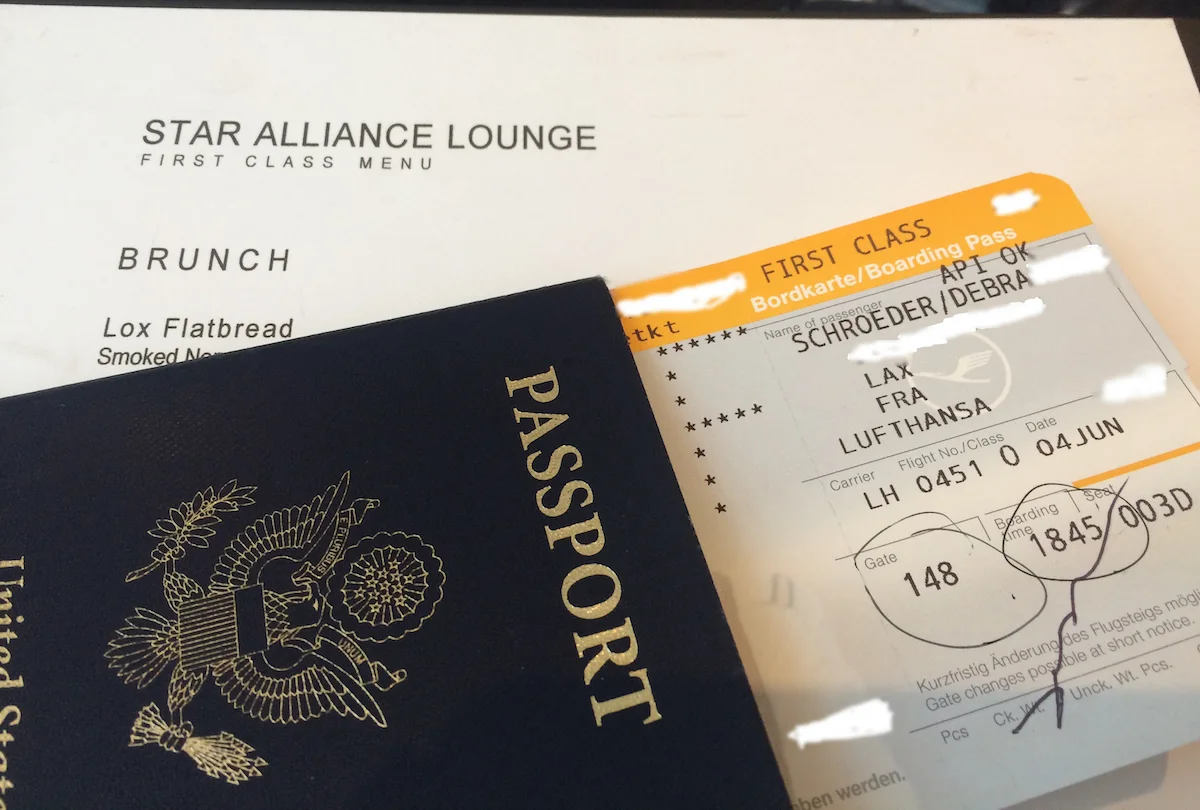 STAR ALLIANCE LOUNGE
FIRST CLASS MENU
BRUNCH
Lox Flatbread
Smoked
PASSPORT
United
E PLURIBUS
UNUM
FIRST CLASS
Bordkarte/Boarding Pass
tkt
API OK
******
Name of passenger
SCHROEDER/DEBRA
*
*
LAX
FRA
*****
LUFTHANSA
*
*
*
Carrier Flight No./Class Date
LH 0451 O 04JUN
Gate Boarding time Seat
148 1845 003D
Kurzfristig Änderung des Flugsteigs
Gate changes possible at short notice.
Pcs Ck. Wt. Unck. Wt. Pcs.
werden.